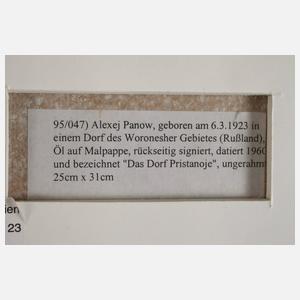 95/047) Alexej Panow, geboren am 6.3.1923 in
einem Dorf des Woronesher Gebietes (Rußland),
Öl auf Malpappe, rückseitig signiert, datiert 1960
und bezeichnet "Das Dorf Pristanoje", ungerahm
25cm x 31cm
ien
23